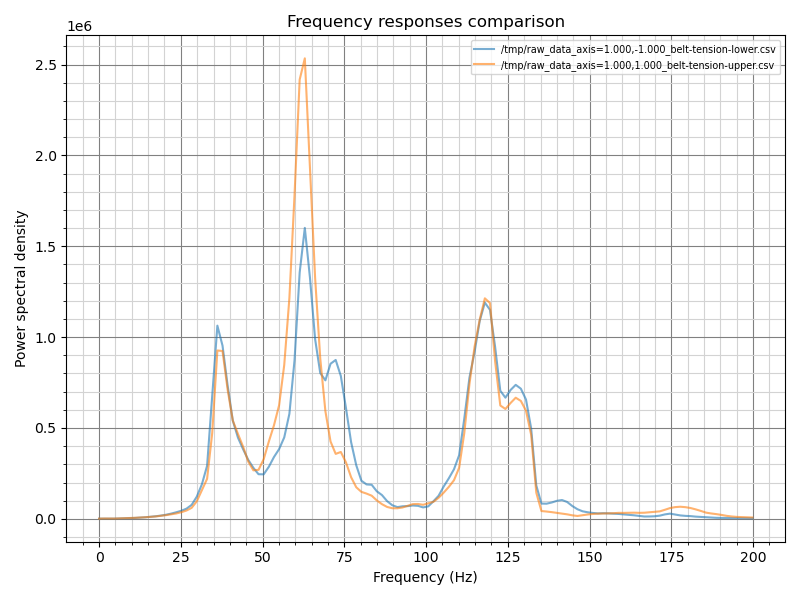 Frequency responses comparison
1e6
/tmp/raw_data_axis=1.000,-1.000_belt-tension-lower.csv
/tmp/raw_data_axis=1.000,1.000_belt-tension-upper.csv
2.5
2.0
1.5
1.0
0.5
0.0
Power spectral density
0 25 50 75 100 125 150 175 200
Frequency (Hz)